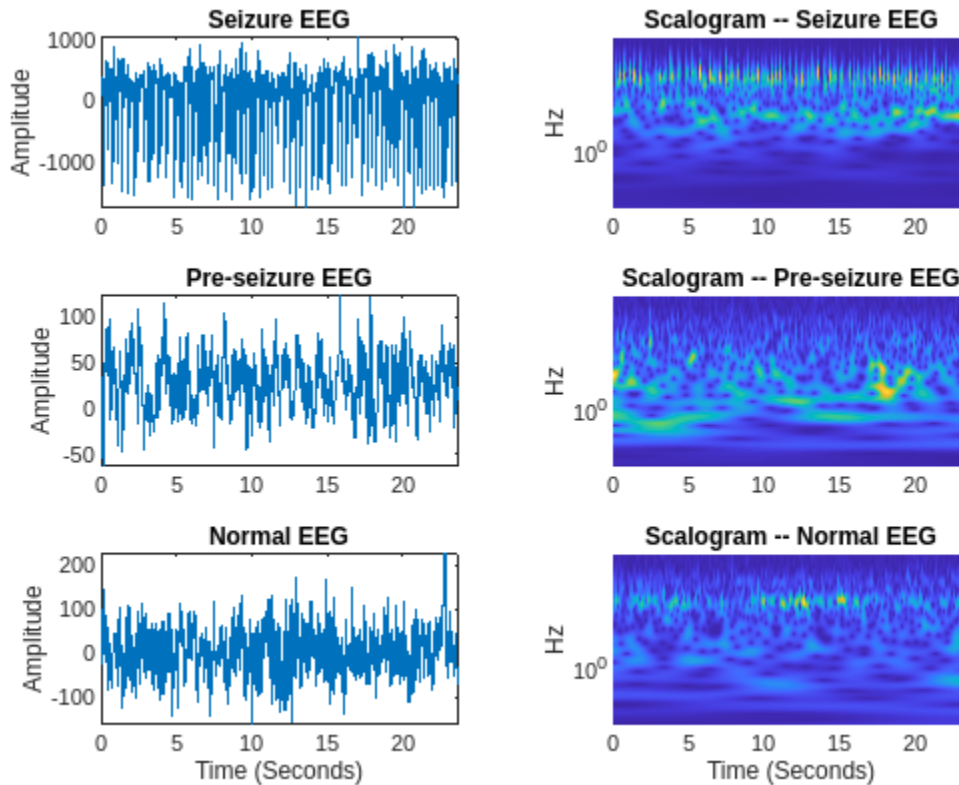 Seizure EEG
1000
0
-1000
Amplitude
0 5 10 15 20
Scalogram -- Seizure EEG
Hz
10⁰
0 5 10 15 20
Pre-seizure EEG
100
50
0
-50
Amplitude
0 5 10 15 20
Scalogram -- Pre-seizure EEG
Hz
10⁰
0 5 10 15 20
Normal EEG
200
100
0
-100
Amplitude
0 5 10 15 20
Time (Seconds)
Scalogram -- Normal EEG
Hz
10⁰
0 5 10 15 20
Time (Seconds)